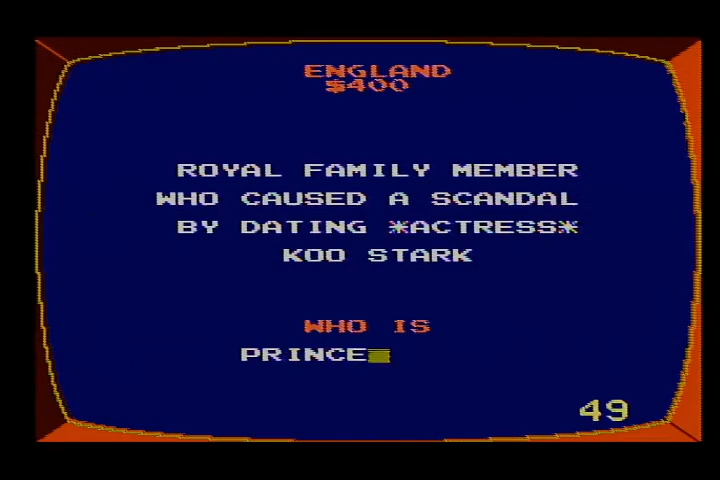 ENGLAND
$400
ROYAL FAMILY MEMBER
WHO CAUSED A SCANDAL
BY DATING *ACTRESS*
KOO STARK
WHO IS
PRINCE
49